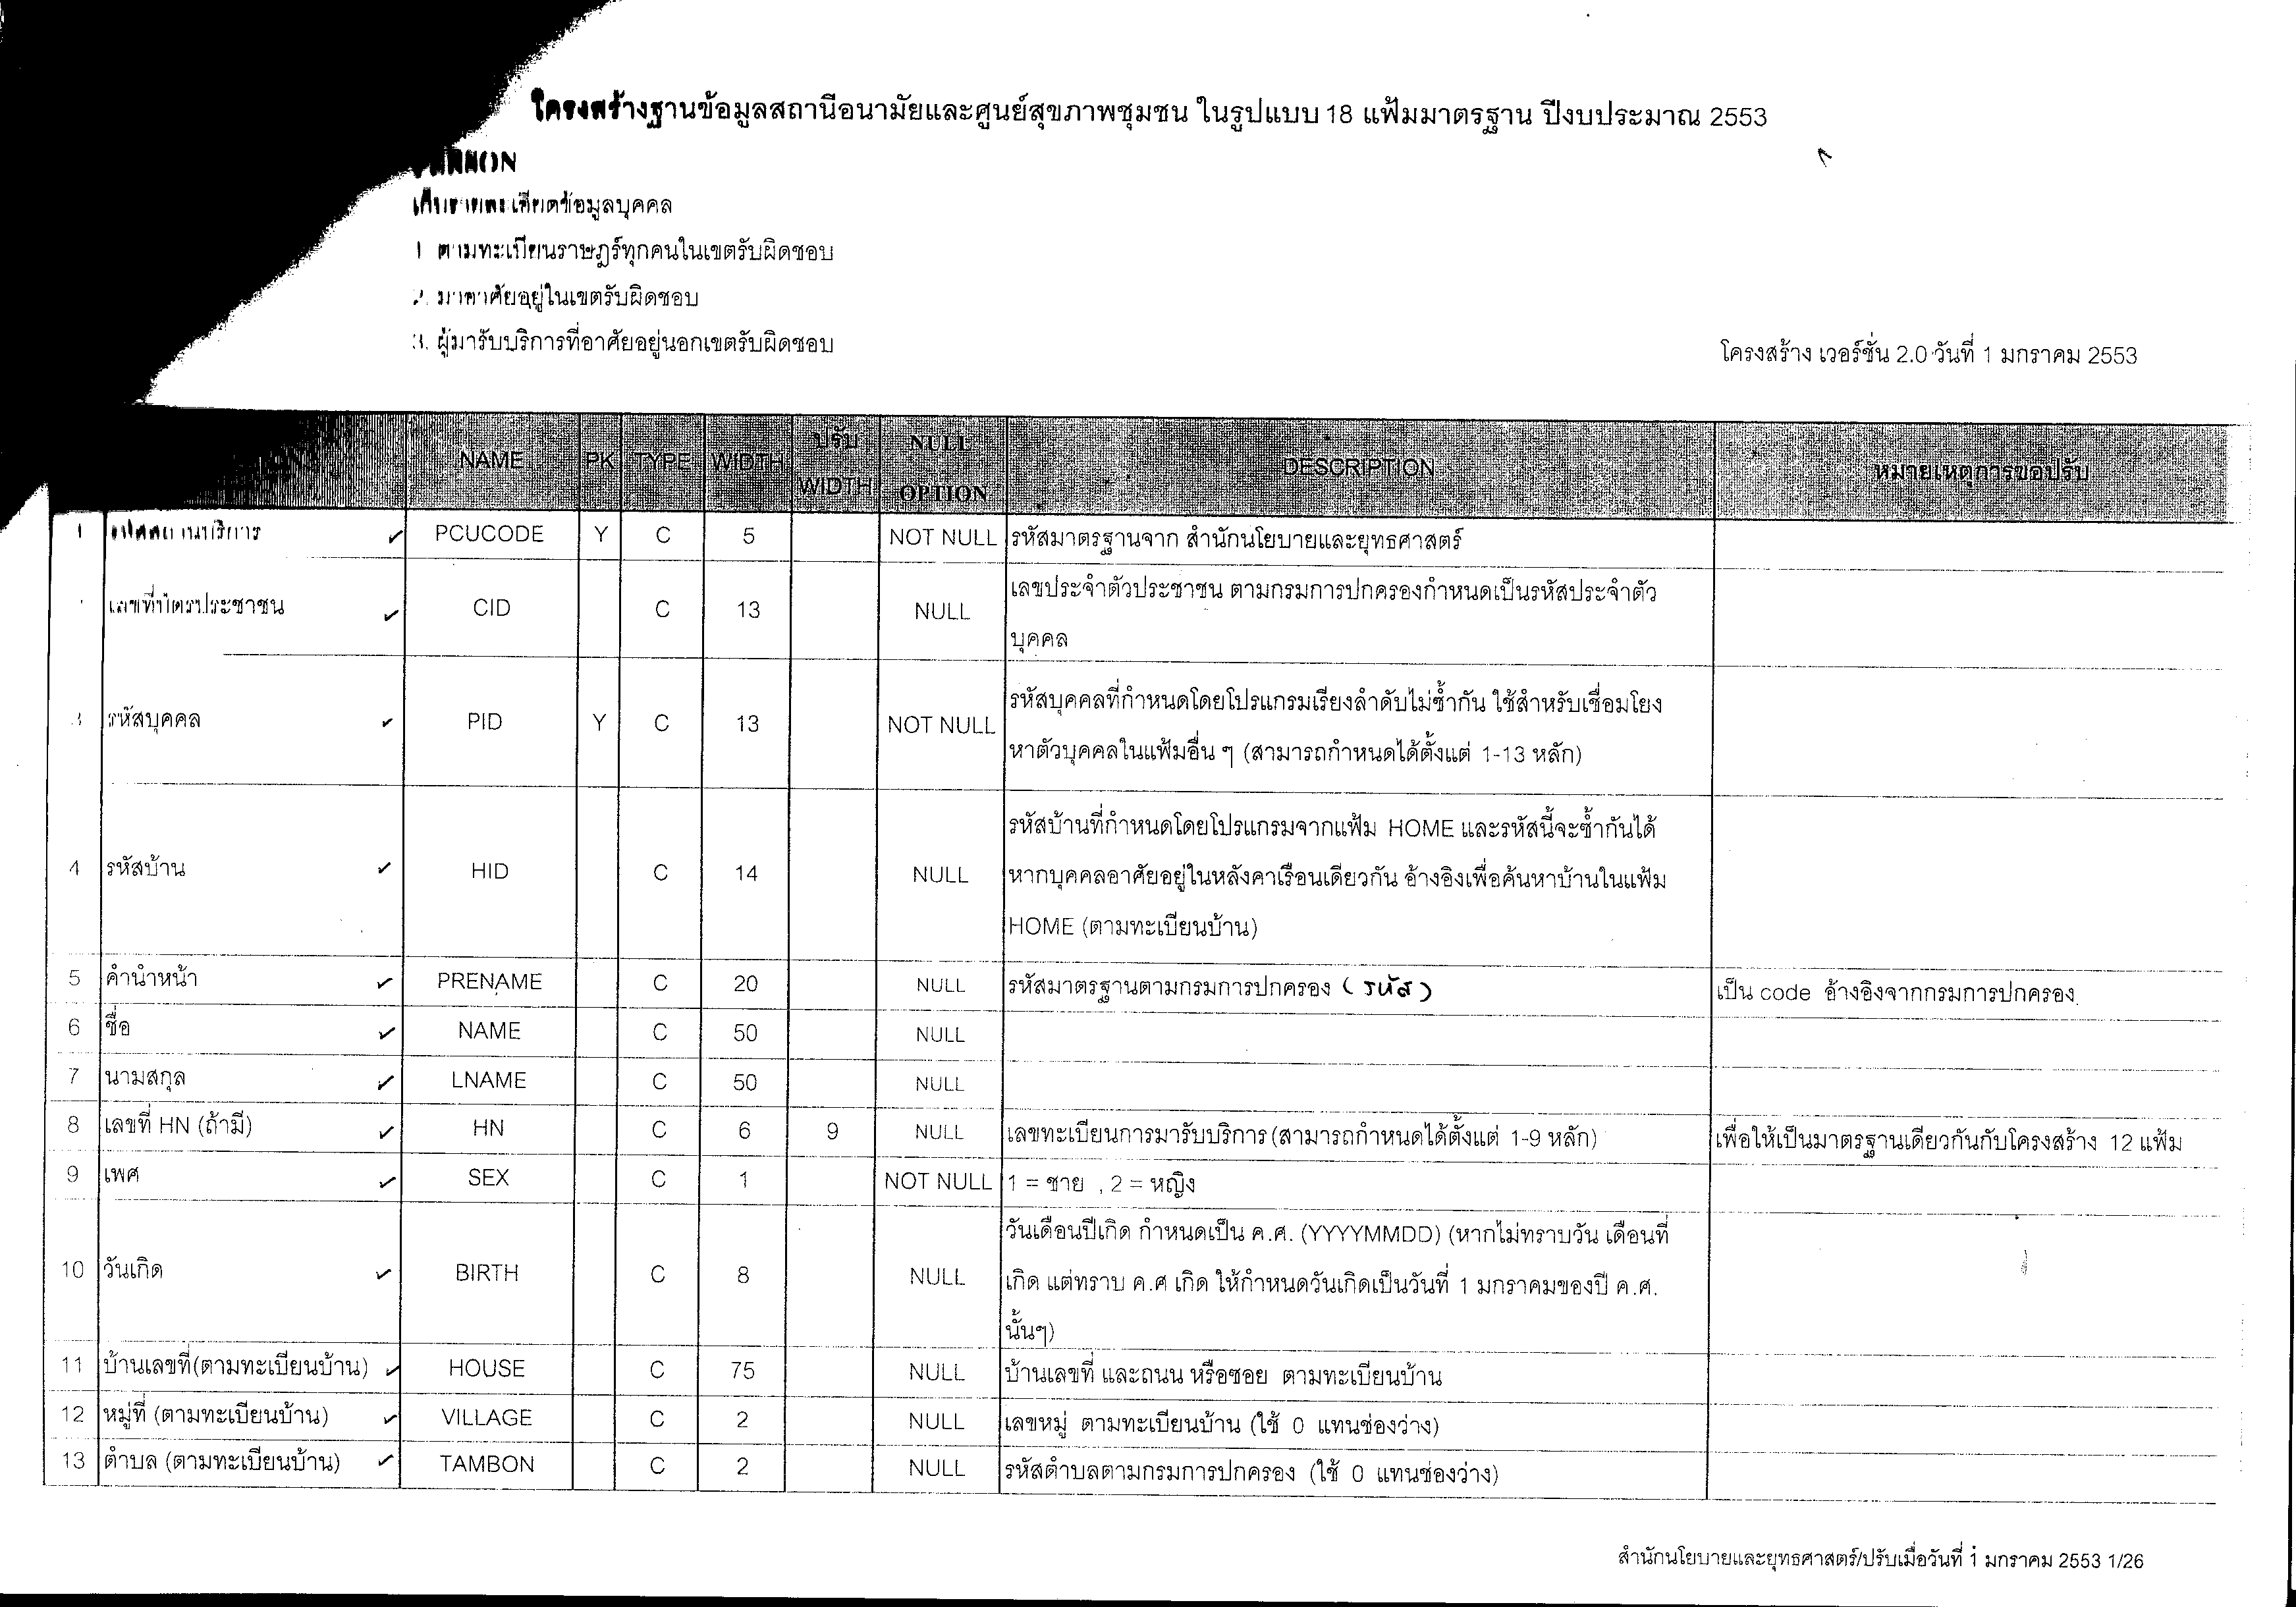 โครงสร้างฐานข้อมูลสถานีอนามัยและศูนย์สุขภาพชุมชน ในรูปแบบ 18 แฟ้มมาตรฐาน ปีงบประมาณ 2553
เก็บรายละเอียดข้อมูลบุคคล
1 ตามทะเบียนราษฎร์ทุกคนในเขตรับผิดชอบ
2. มาอาศัยอยู่ในเขตรับผิดชอบ
3. ผู้มารับบริการที่อาศัยอยู่นอกเขตรับผิดชอบ
โครงสร้าง เวอร์ชั่น 2.0 วันที่ 1 มกราคม 2553
NAME PK TYPE WIDTH ปรับ WIDTH NULL OPTION DESCRIPTION หมายเหตุการขอปรับ
1 ✓ PCUCODE Y C 5 NOT NULL รหัสมาตรฐานจาก สำนักนโยบายและยุทธศาสตร์
เลขที่บัตรประชาชน ✓ CID C 13 NULL เลขประจำตัวประชาชน ตามกรมการปกครองกำหนดเป็นรหัสประจำตัว
บุคคล
3 รหัสบุคคล ✓ PID Y C 13 NOT NULL รหัสบุคคลที่กำหนดโดยโปรแกรมเรียงลำดับไม่ซ้ำกัน ใช้สำหรับเชื่อมโยง
หาตัวบุคคลในแฟ้มอื่น ๆ (สามารถกำหนดได้ตั้งแต่ 1-13 หลัก)
4 รหัสบ้าน ✓ HID C 14 NULL รหัสบ้านที่กำหนดโดยโปรแกรมจากแฟ้ม HOME และรหัสนี้จะซ้ำกันได้
หากบุคคลอาศัยอยู่ในหลังคาเรือนเดียวกัน อ้างอิงเพื่อค้นหาบ้านในแฟ้ม
HOME (ตามทะเบียนบ้าน)
5 คำนำหน้า ✓ PRENAME C 20 NULL รหัสมาตรฐานตามกรมการปกครอง (รหัส) เป็น code อ้างอิงจากกรมการปกครอง
6 ชื่อ ✓ NAME C 50 NULL
7 นามสกุล ✓ LNAME C 50 NULL
8 เลขที่ HN (ถ้ามี) ✓ HN C 6 9 NULL เลขทะเบียนการมารับบริการ(สามารถกำหนดได้ตั้งแต่ 1-9 หลัก) เพื่อให้เป็นมาตรฐานเดียวกันกับโครงสร้าง 12 แฟ้ม
9 เพศ ✓ SEX C 1 NOT NULL 1 = ชาย , 2 = หญิง
10 วันเกิด ✓ BIRTH C 8 NULL วันเดือนปีเกิด กำหนดเป็น ค.ศ. (YYYYMMDD) (หากไม่ทราบวัน เดือนที่
เกิด แต่ทราบ ค.ศ เกิด ให้กำหนดวันเกิดเป็นวันที่ 1 มกราคมของปี ค.ศ.
นั้นๆ)
11 บ้านเลขที่(ตามทะเบียนบ้าน) ✓ HOUSE C 75 NULL บ้านเลขที่ และถนน หรือซอย ตามทะเบียนบ้าน
12 หมู่ที่ (ตามทะเบียนบ้าน) ✓ VILLAGE C 2 NULL เลขหมู่ ตามทะเบียนบ้าน (ใช้ 0 แทนช่องว่าง)
13 ตำบล (ตามทะเบียนบ้าน) ✓ TAMBON C 2 NULL รหัสตำบลตามกรมการปกครอง (ใช้ 0 แทนช่องว่าง)
สำนักนโยบายและยุทธศาสตร์/ปรับเมื่อวันที่ 1 มกราคม 2553 1/26